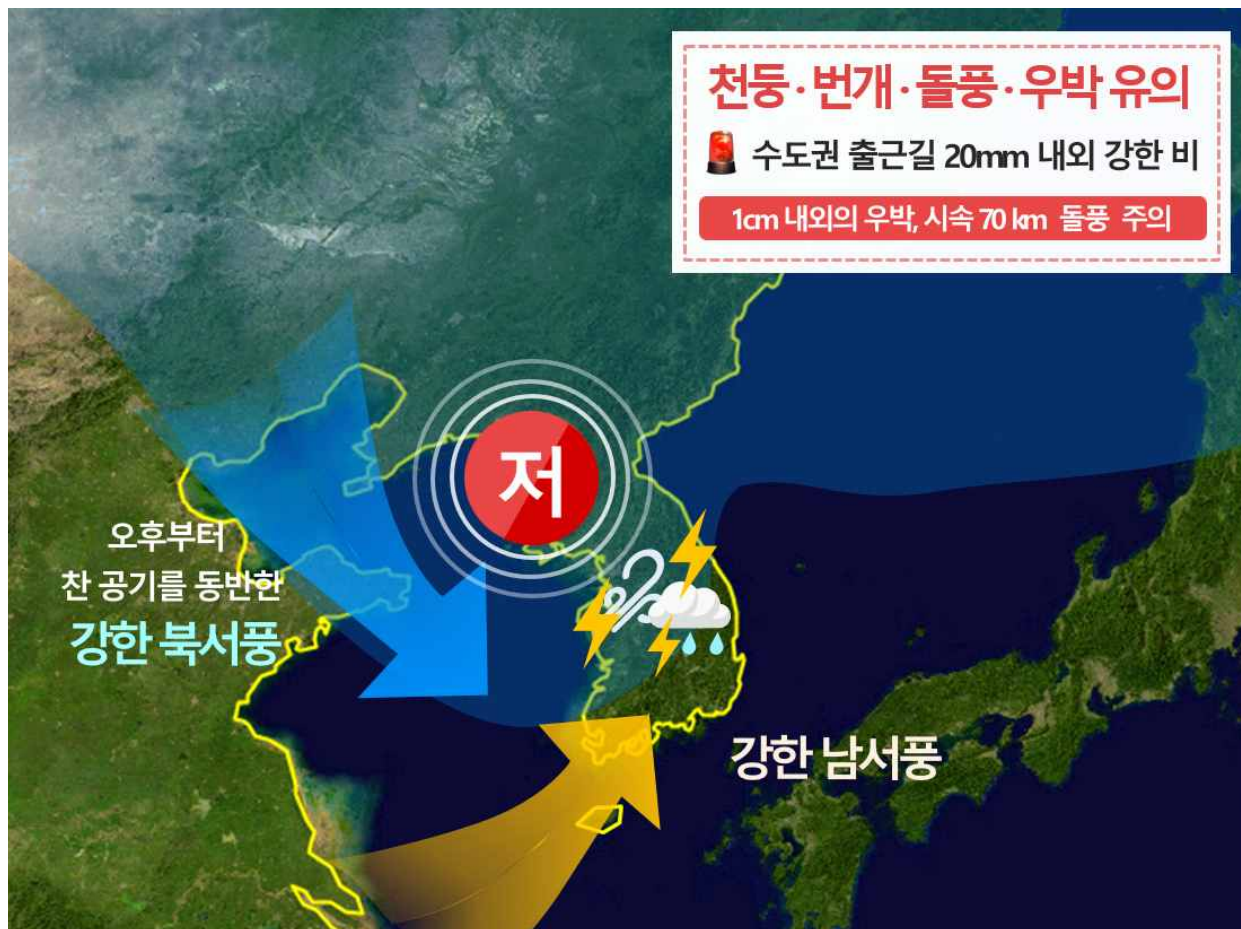 천둥·번개·돌풍·우박 유의
수도권 출근길 20mm 내외 강한 비
1cm 내외의 우박, 시속 70 km 돌풍 주의
저
오후부터
찬 공기를 동반한
강한 북서풍
강한 남서풍